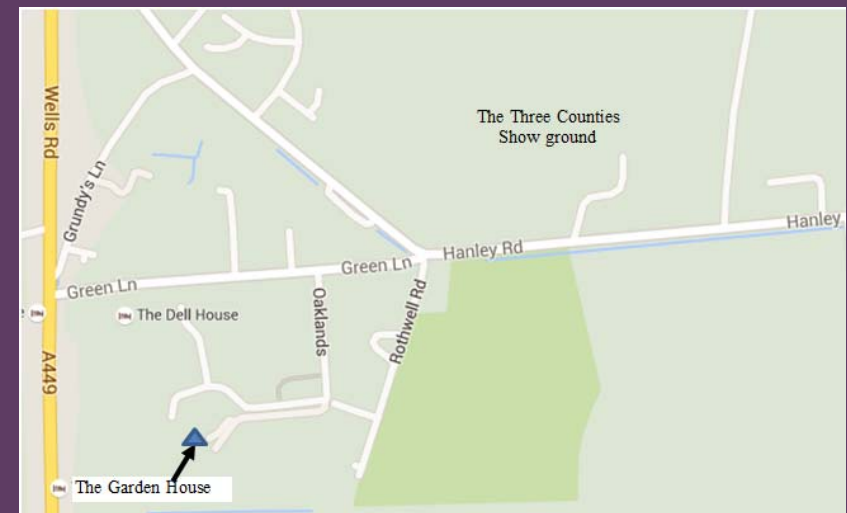 The Three Counties
Show ground
Wells Rd
Grundy's Ln
Hanley Rd
Hanley
Green Ln
Green Ln
The Dell House
Oaklands
Rothwell Rd
A449
The Garden House